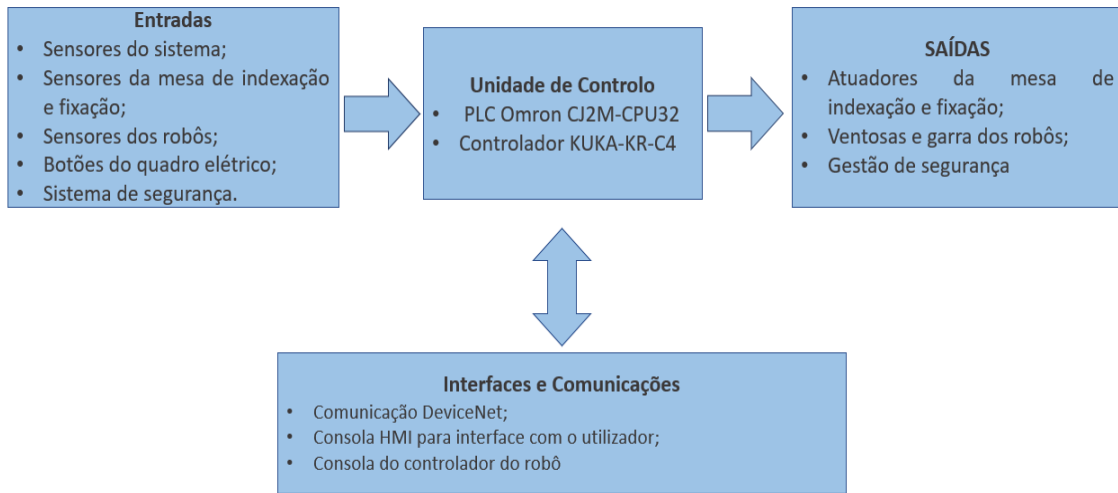 Entradas
• Sensores do sistema;
• Sensores da mesa de indexação
e fixação;
• Sensores dos robôs;
• Botões do quadro elétrico;
• Sistema de segurança.
Unidade de Controlo
• PLC Omron CJ2M-CPU32
• Controlador KUKA-KR-C4
SAÍDAS
• Atuadores da mesa de
indexação e fixação;
• Ventosas e garra dos robôs;
• Gestão de segurança
Interfaces e Comunicações
• Comunicação DeviceNet;
• Consola HMI para interface com o utilizador;
• Consola do controlador do robô